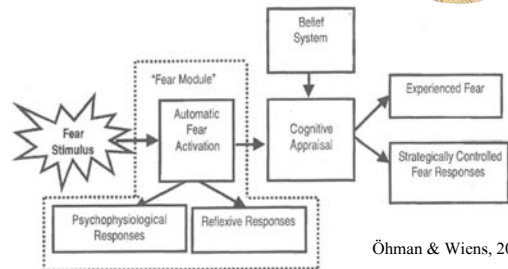 Belief
System
"Fear Module"
Automatic
Fear
Activation
Fear
Stimulus
Cognitive
Appraisal
Experienced Fear
Strategically Controlled
Fear Responses
Psychophysiological
Responses
Reflexive Responses
Öhman & Wiens, 20